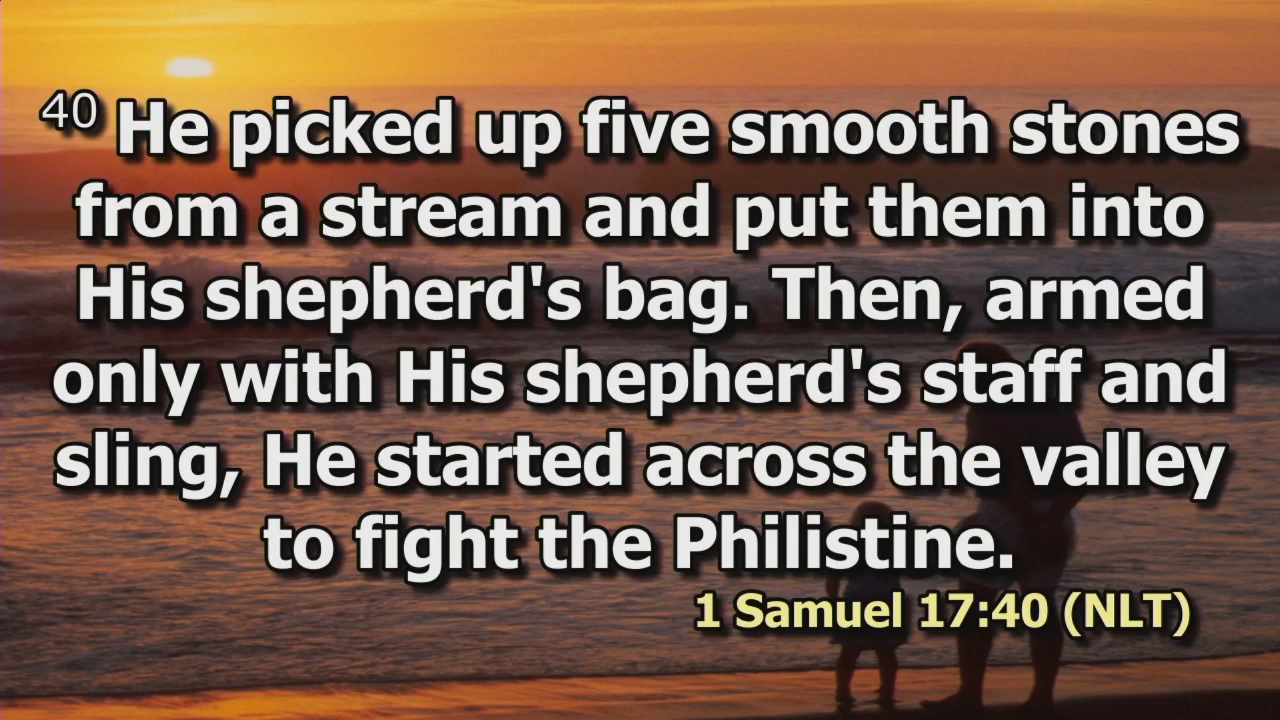 40 He picked up five smooth stones
from a stream and put them into
His shepherd's bag. Then, armed
only with His shepherd's staff and
sling, He started across the valley
to fight the Philistine.
1 Samuel 17:40 (NLT)